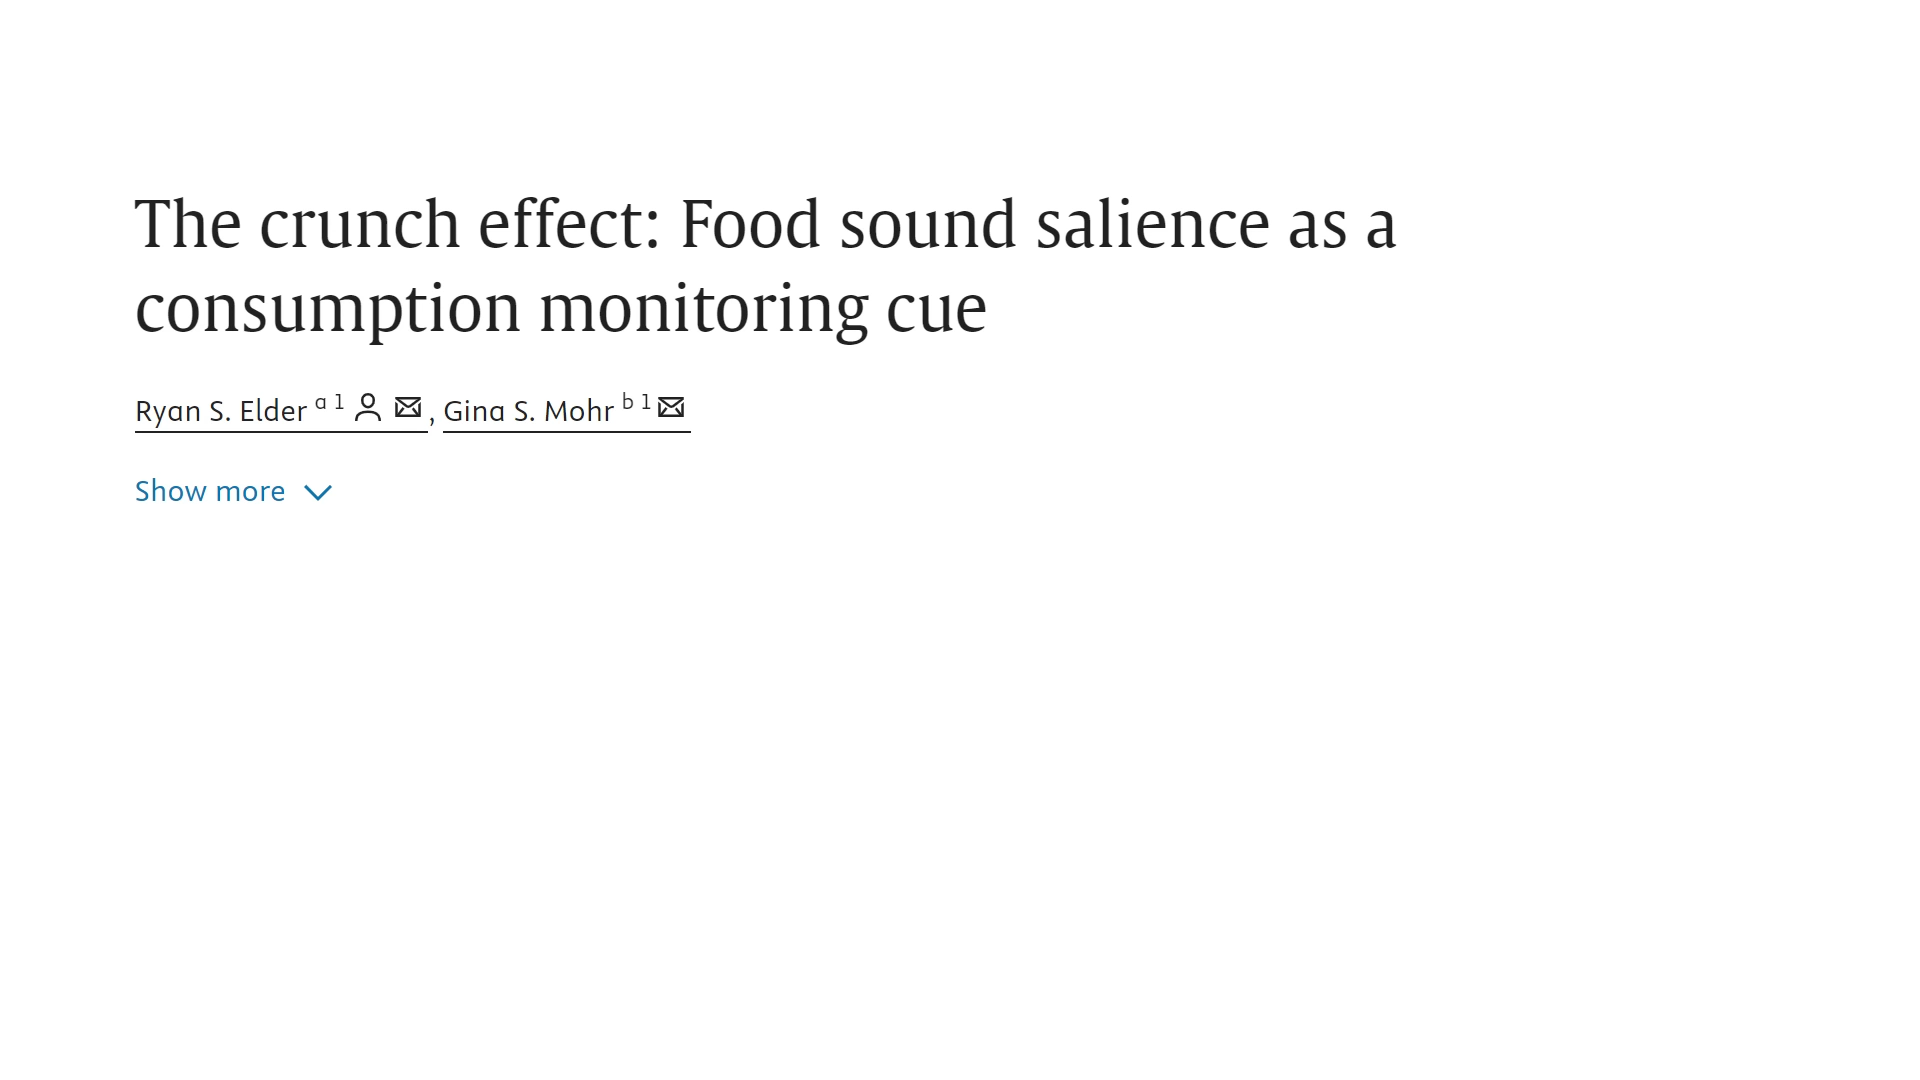 The crunch effect: Food sound salience as a
consumption monitoring cue
Ryan S. Elder a 1, Gina S. Mohr b 1
Show more